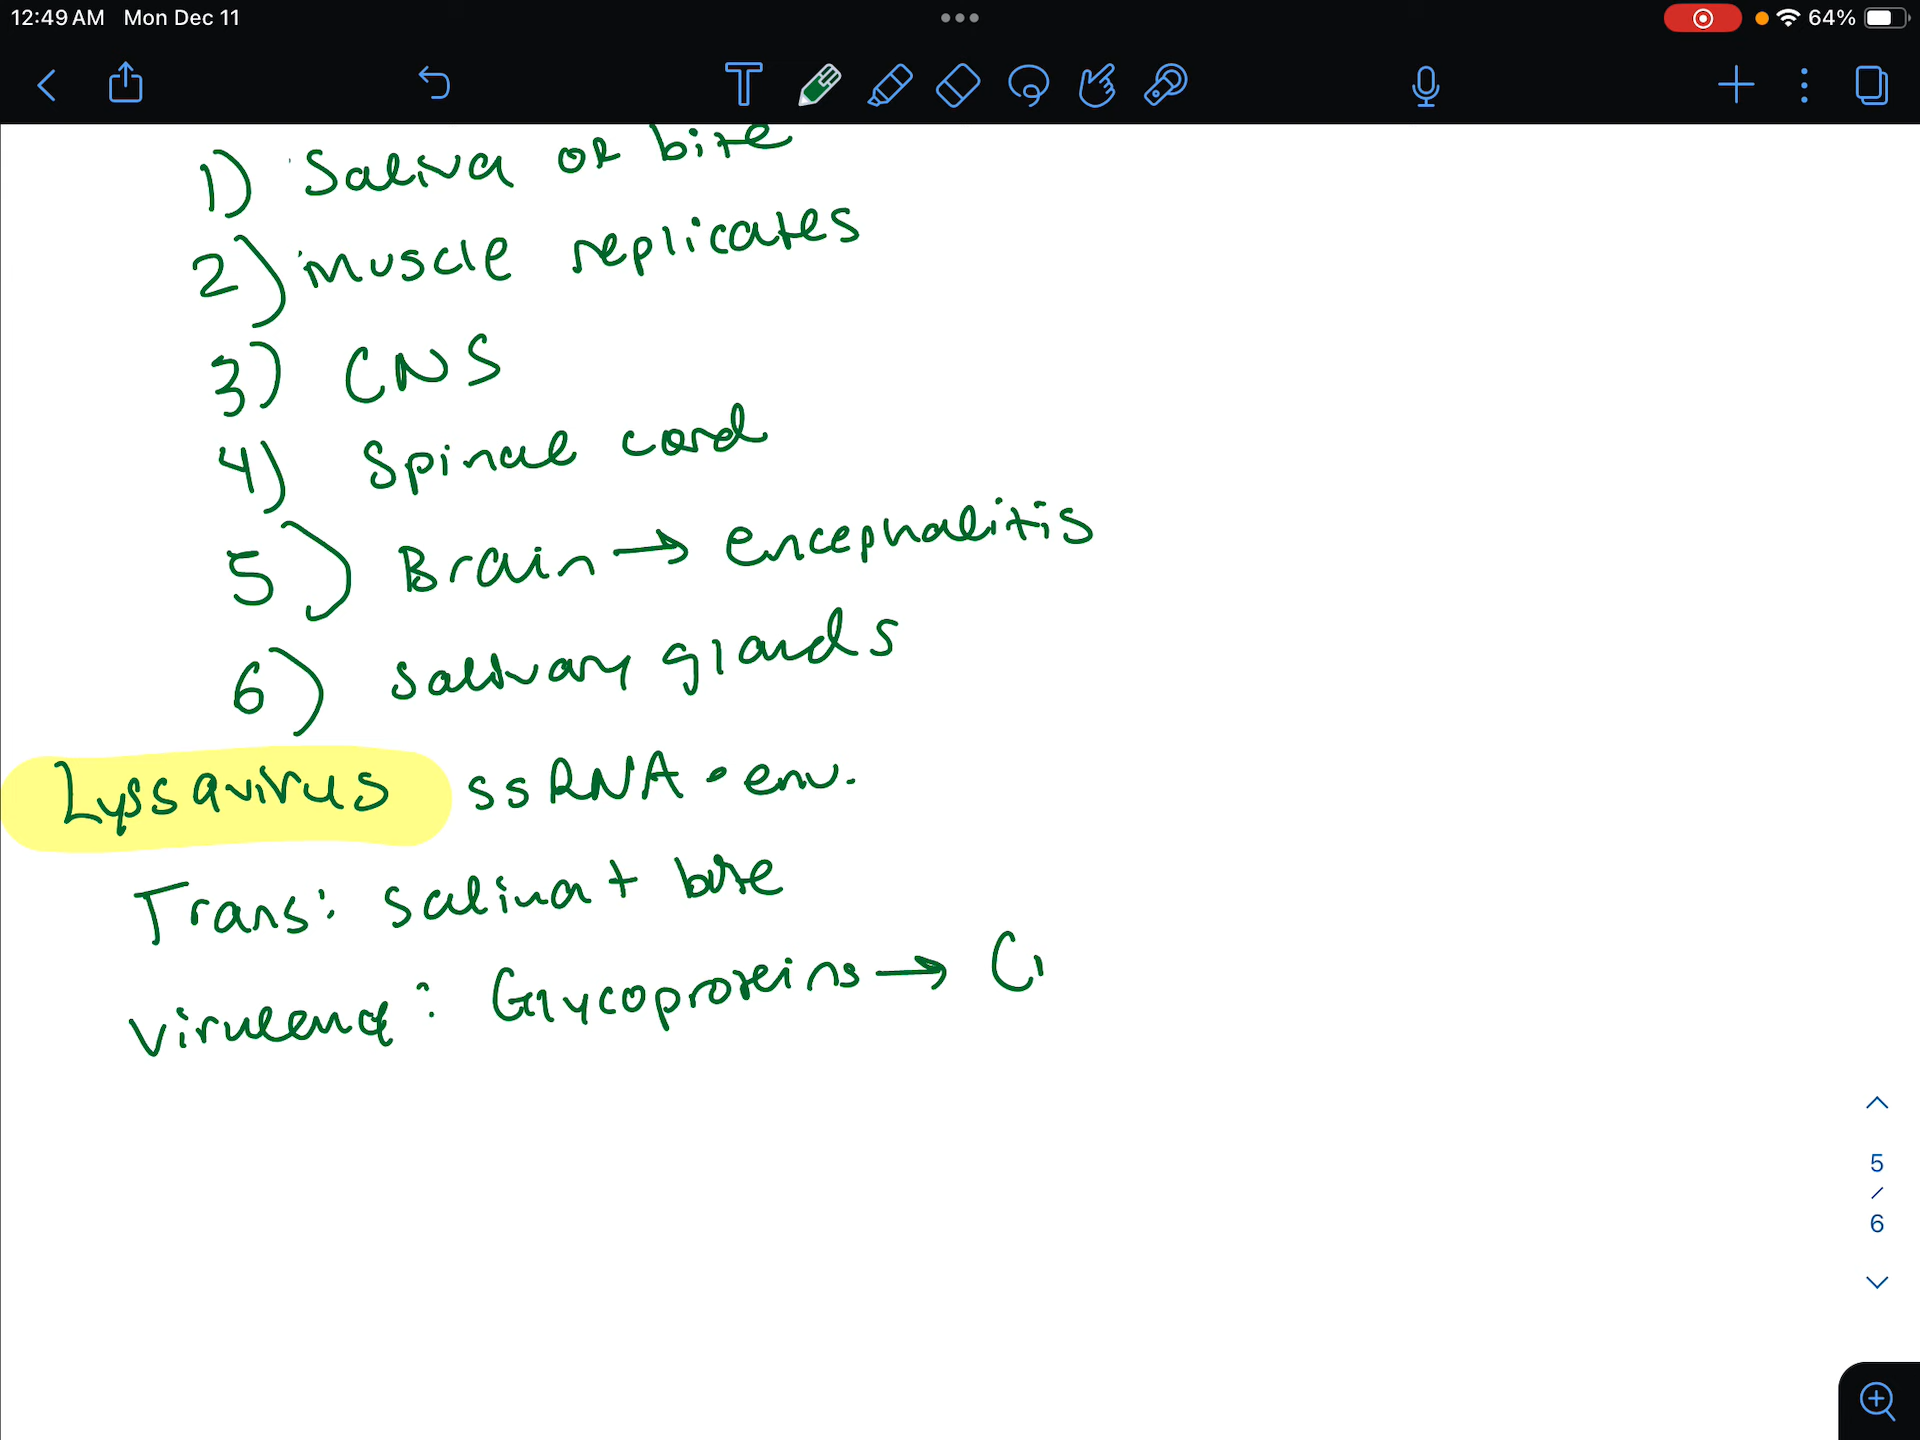 12:49 AM Mon Dec 11
64%
1) Saliva OR bite
2) muscle replicates
3) CNS
4) Spinal cord
5) Brain → encephalitis
6) Salivary glands
Lyssavirus ssRNA • env.
Trans: saliva + bite
Virulence: Glycoproteins →
5
/
6